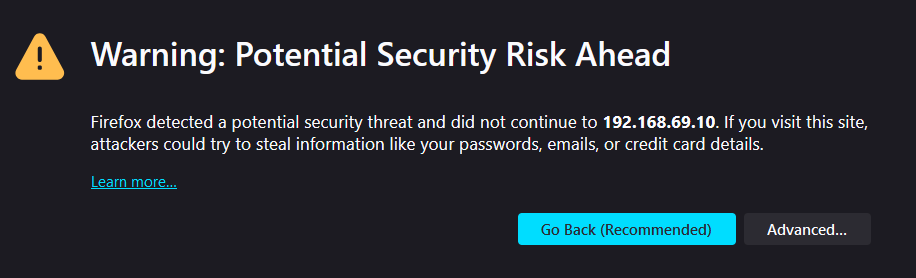 Warning: Potential Security Risk Ahead
Firefox detected a potential security threat and did not continue to 192.168.69.10. If you visit this site,
attackers could try to steal information like your passwords, emails, or credit card details.
Learn more...
Go Back (Recommended)
Advanced...